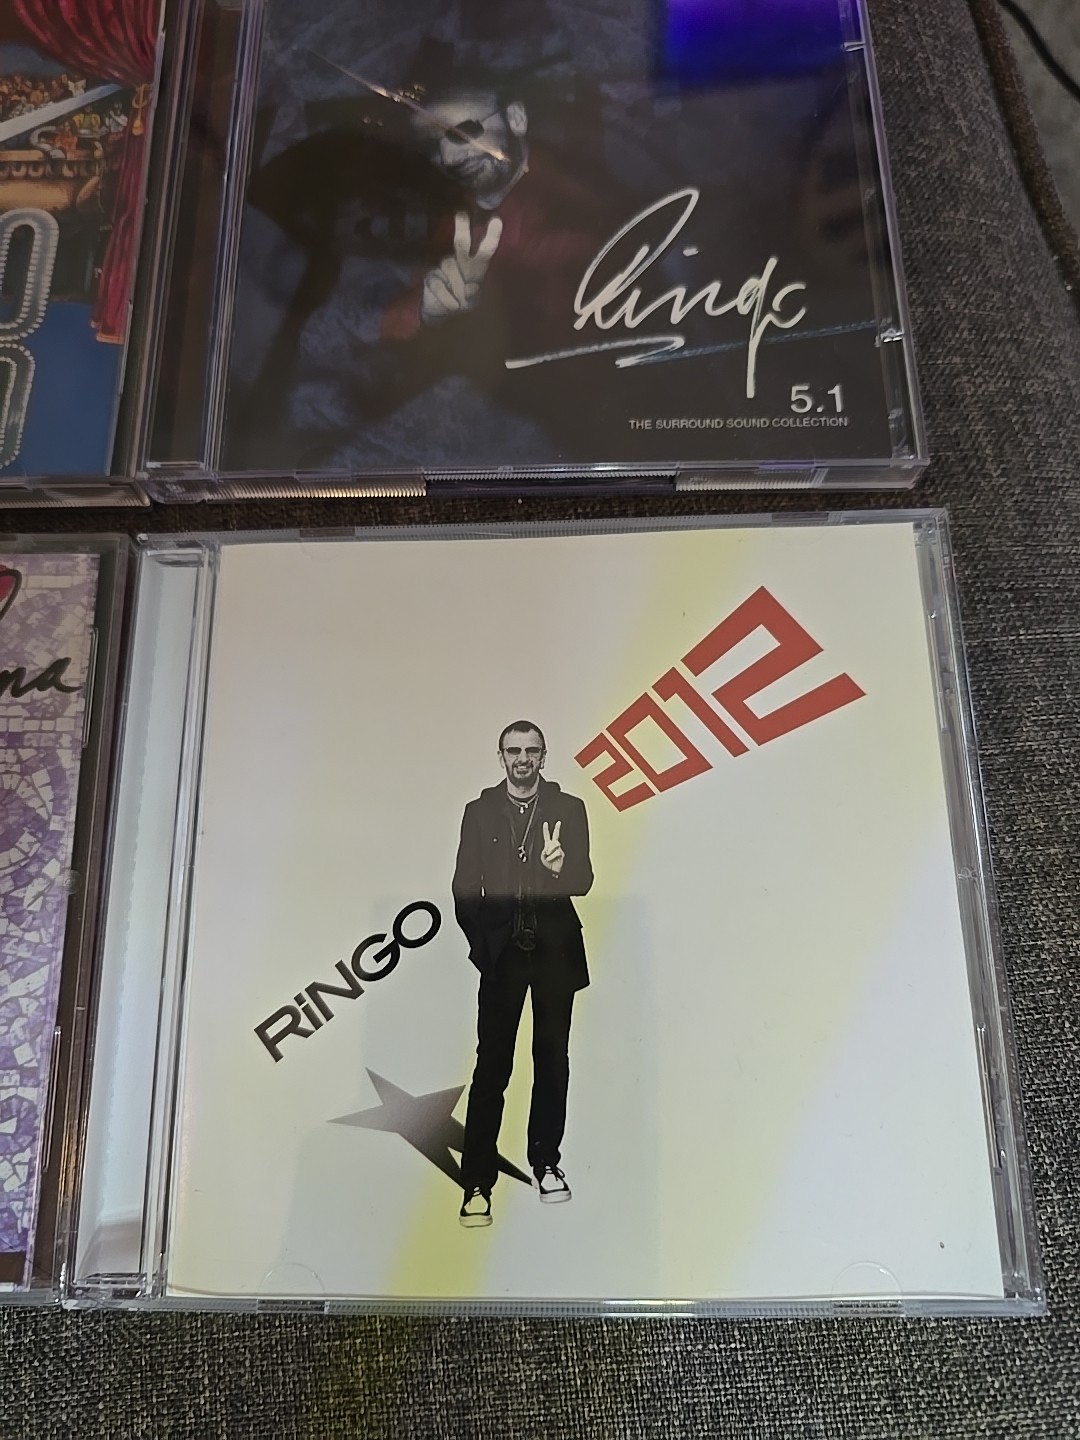 Ringo
5.1
THE SURROUND SOUND COLLECTION
2012
RiNGO